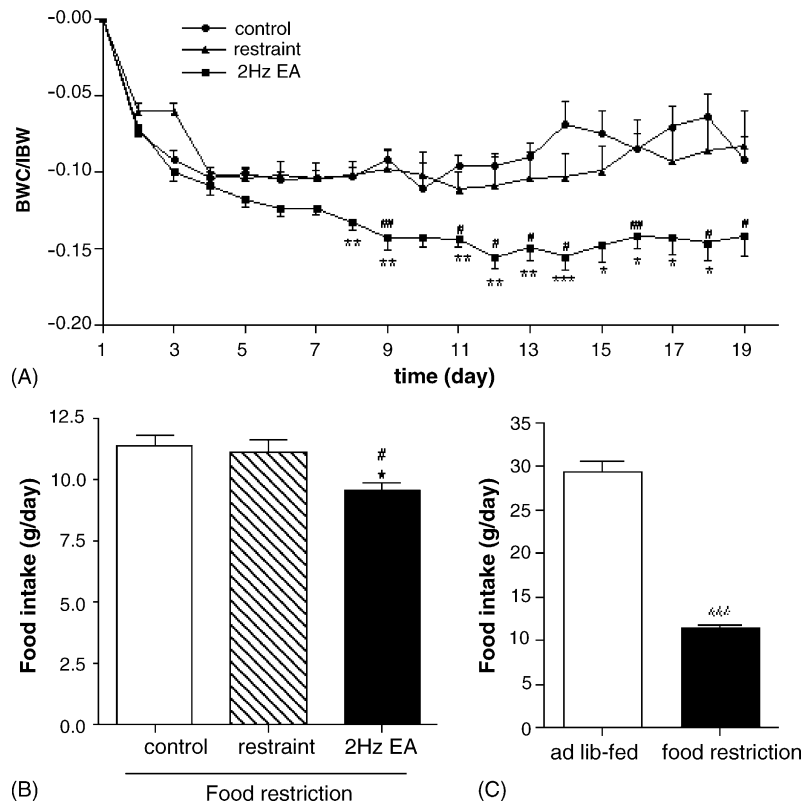 −0.00
−0.05
−0.10
−0.15
−0.20
BWC/IBW
control
restraint
2Hz EA
** ## ** # ** # ** # ** # *** * ## * * # * #
1 3 5 7 9 11 13 15 17 19
time (day)
(A)
12.5
10.0
7.5
5.0
2.5
0.0
Food intake (g/day)
#
★
control restraint 2Hz EA
Food restriction
(B)
35
30
25
20
15
10
5
0
Food intake (g/day)
ad lib-fed food restriction
(C)